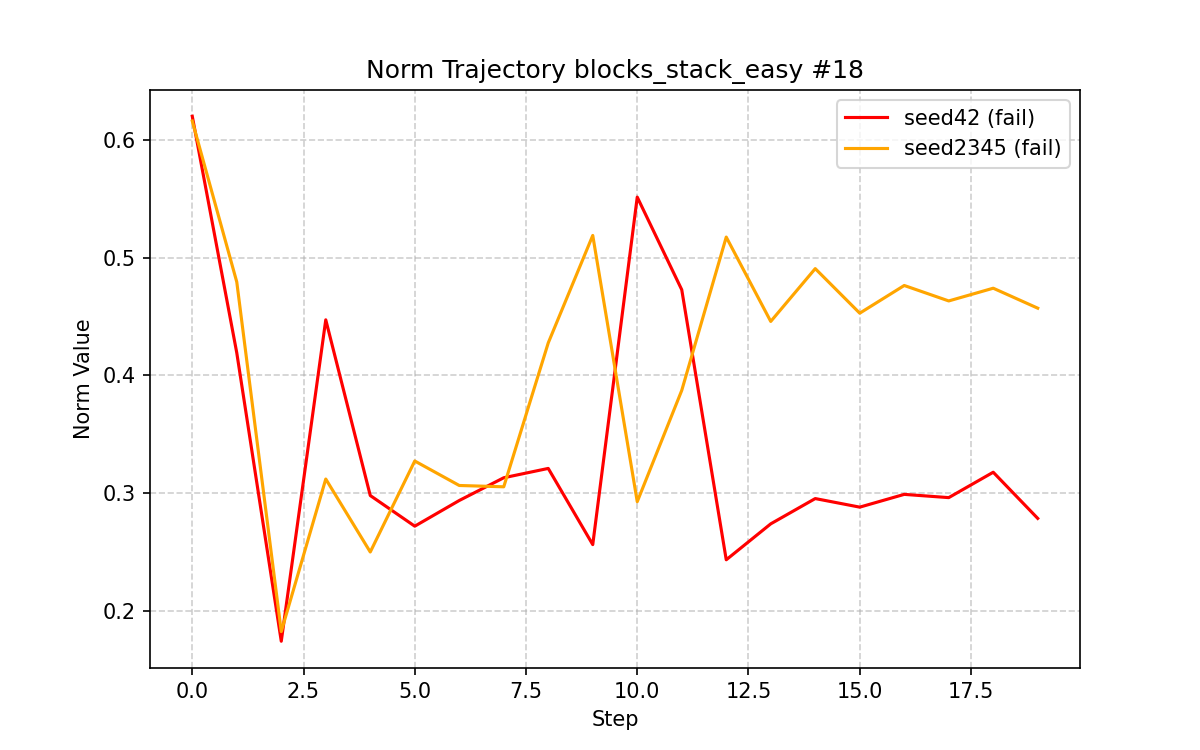 Norm Trajectory blocks_stack_easy #18
seed42 (fail)
seed2345 (fail)
Norm Value
0.6
0.5
0.4
0.3
0.2
0.0 2.5 5.0 7.5 10.0 12.5 15.0 17.5
Step